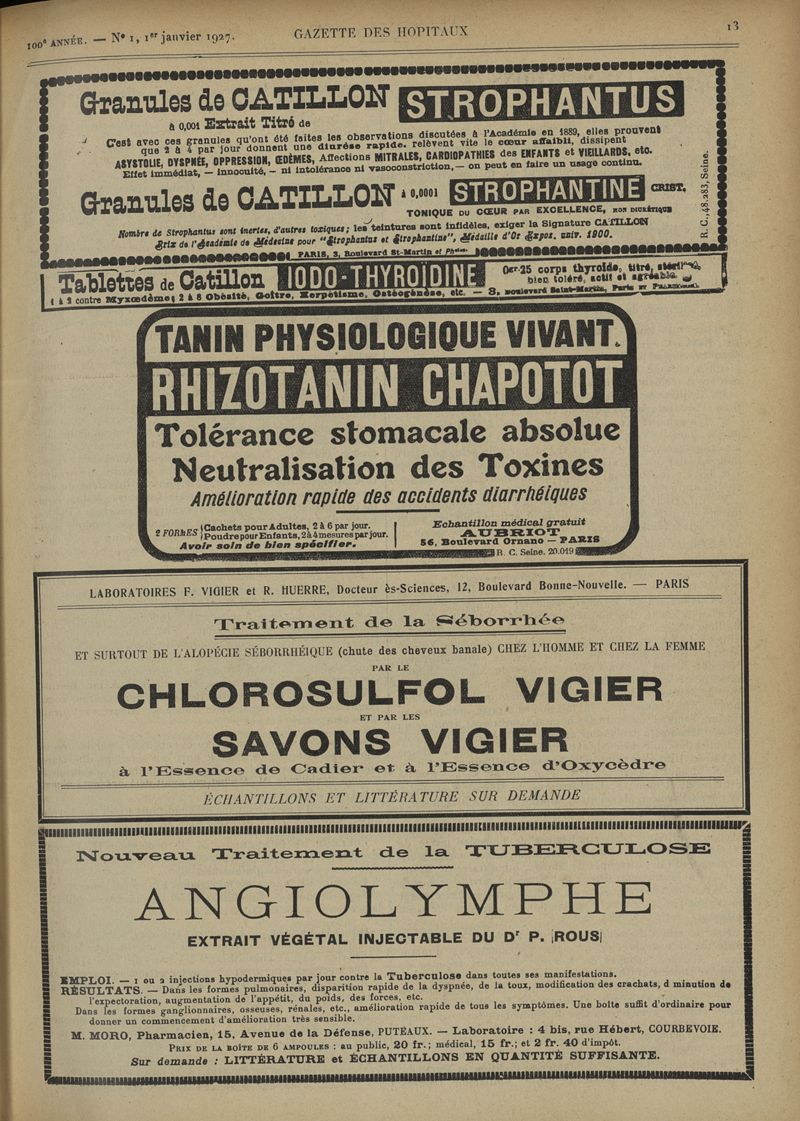 100e ANNÉE. — N° 1, 1er janvier 1927.
GAZETTE DES HOPITAUX
13
Granules de CATILLON STROPHANTUS
à 0,001 Extrait Titré de
C'est avec ces granules qu'ont été faites les observations discutées à l'Académie en 1889, elles prouvent
que 2 à 4 par jour donnent une diurèse rapide, relèvent vite le cœur affaibli, dissipent
ASYSTOLIE, DYSPNÉE, OPPRESSION, ŒDÈMES, Affections MITRALES, CARDIOPATHIES des ENFANTS et VIEILLARDS, etc.
Effet immédiat, — innocuité, — ni intolérance ni vasoconstriction, — on peut en faire un usage continu.
Granules de CATILLON à 0,0001 STROPHANTINE CRIST.
TONIQUE DU CŒUR PAR EXCELLENCE, NON DIURÉTIQUE
Nombre de Strophantus sont inertes, d'autres toxiques; les teintures sont infidèles, exiger la Signature CATILLON
Prix de l'Académie de Médecine pour "Strophantus et Strophantine", Médaille d'Or Expos. univ. 1900.
PARIS, 3, Boulevard St-Martin et Phcies.
R. C., 48.283, Seine.
Tablettes de Catillon IODO-THYROÏDINE
0gr·25 corps thyroïde, titré, stérilisé,
bien toléré, actif et agréable.
1 à 2 contre Myxœdème; 2 à 8 Obésité, Goître, Herpétisme, Ostéogénèse, etc. — 3, Boulevard Saint-Martin, Paris ET
TANIN PHYSIOLOGIQUE VIVANT.
RHIZOTANIN CHAPOTOT
Tolérance stomacale absolue
Neutralisation des Toxines
Amélioration rapide des accidents diarrhéiques
2 FORMES
Cachets pour Adultes, 2 à 6 par jour.
Poudre pour Enfants, 2 à 4 mesures par jour.
Avoir soin de bien spécifier.
Echantillon médical gratuit
AUBRIOT
56, Boulevard Ornano — PARIS
R. C. Seine. 20.019
LABORATOIRES F. VIGIER et R. HUERRE, Docteur ès-Sciences, 12, Boulevard Bonne-Nouvelle. — PARIS
Traitement de la Séborrhée
ET SURTOUT DE L'ALOPÉCIE SÉBORRHÉIQUE (chute des cheveux banale) CHEZ L'HOMME ET CHEZ LA FEMME
PAR LE
CHLOROSULFOL VIGIER
ET PAR LES
SAVONS VIGIER
à l'Essence de Cadier et à l'Essence d'Oxycèdre
ÉCHANTILLONS ET LITTÉRATURE SUR DEMANDE
Nouveau Traitement de la TUBERCULOSE
ANGIOLYMPHE
EXTRAIT VÉGÉTAL INJECTABLE DU Dr P. ROUS
EMPLOI. — 1 ou 2 injections hypodermiques par jour contre la Tuberculose dans toutes ses manifestations.
RÉSULTATS. — Dans les formes pulmonaires, disparition rapide de la dyspnée, de la toux, modification des crachats, d minution de
l'expectoration, augmentation de l'appétit, du poids, des forces, etc.
Dans les formes ganglionnaires, osseuses, rénales, etc., amélioration rapide de tous les symptômes. Une boîte suffit d'ordinaire pour
donner un commencement d'amélioration très sensible.
M. MORO, Pharmacien, 15, Avenue de la Défense, PUTEAUX. — Laboratoire : 4 bis, rue Hébert, COURBEVOIE.
PRIX DE LA BOÎTE DE 6 AMPOULES : au public, 20 fr.; médical, 15 fr.; et 2 fr. 40 d'impôt.
Sur demande : LITTÉRATURE et ÉCHANTILLONS EN QUANTITÉ SUFFISANTE.